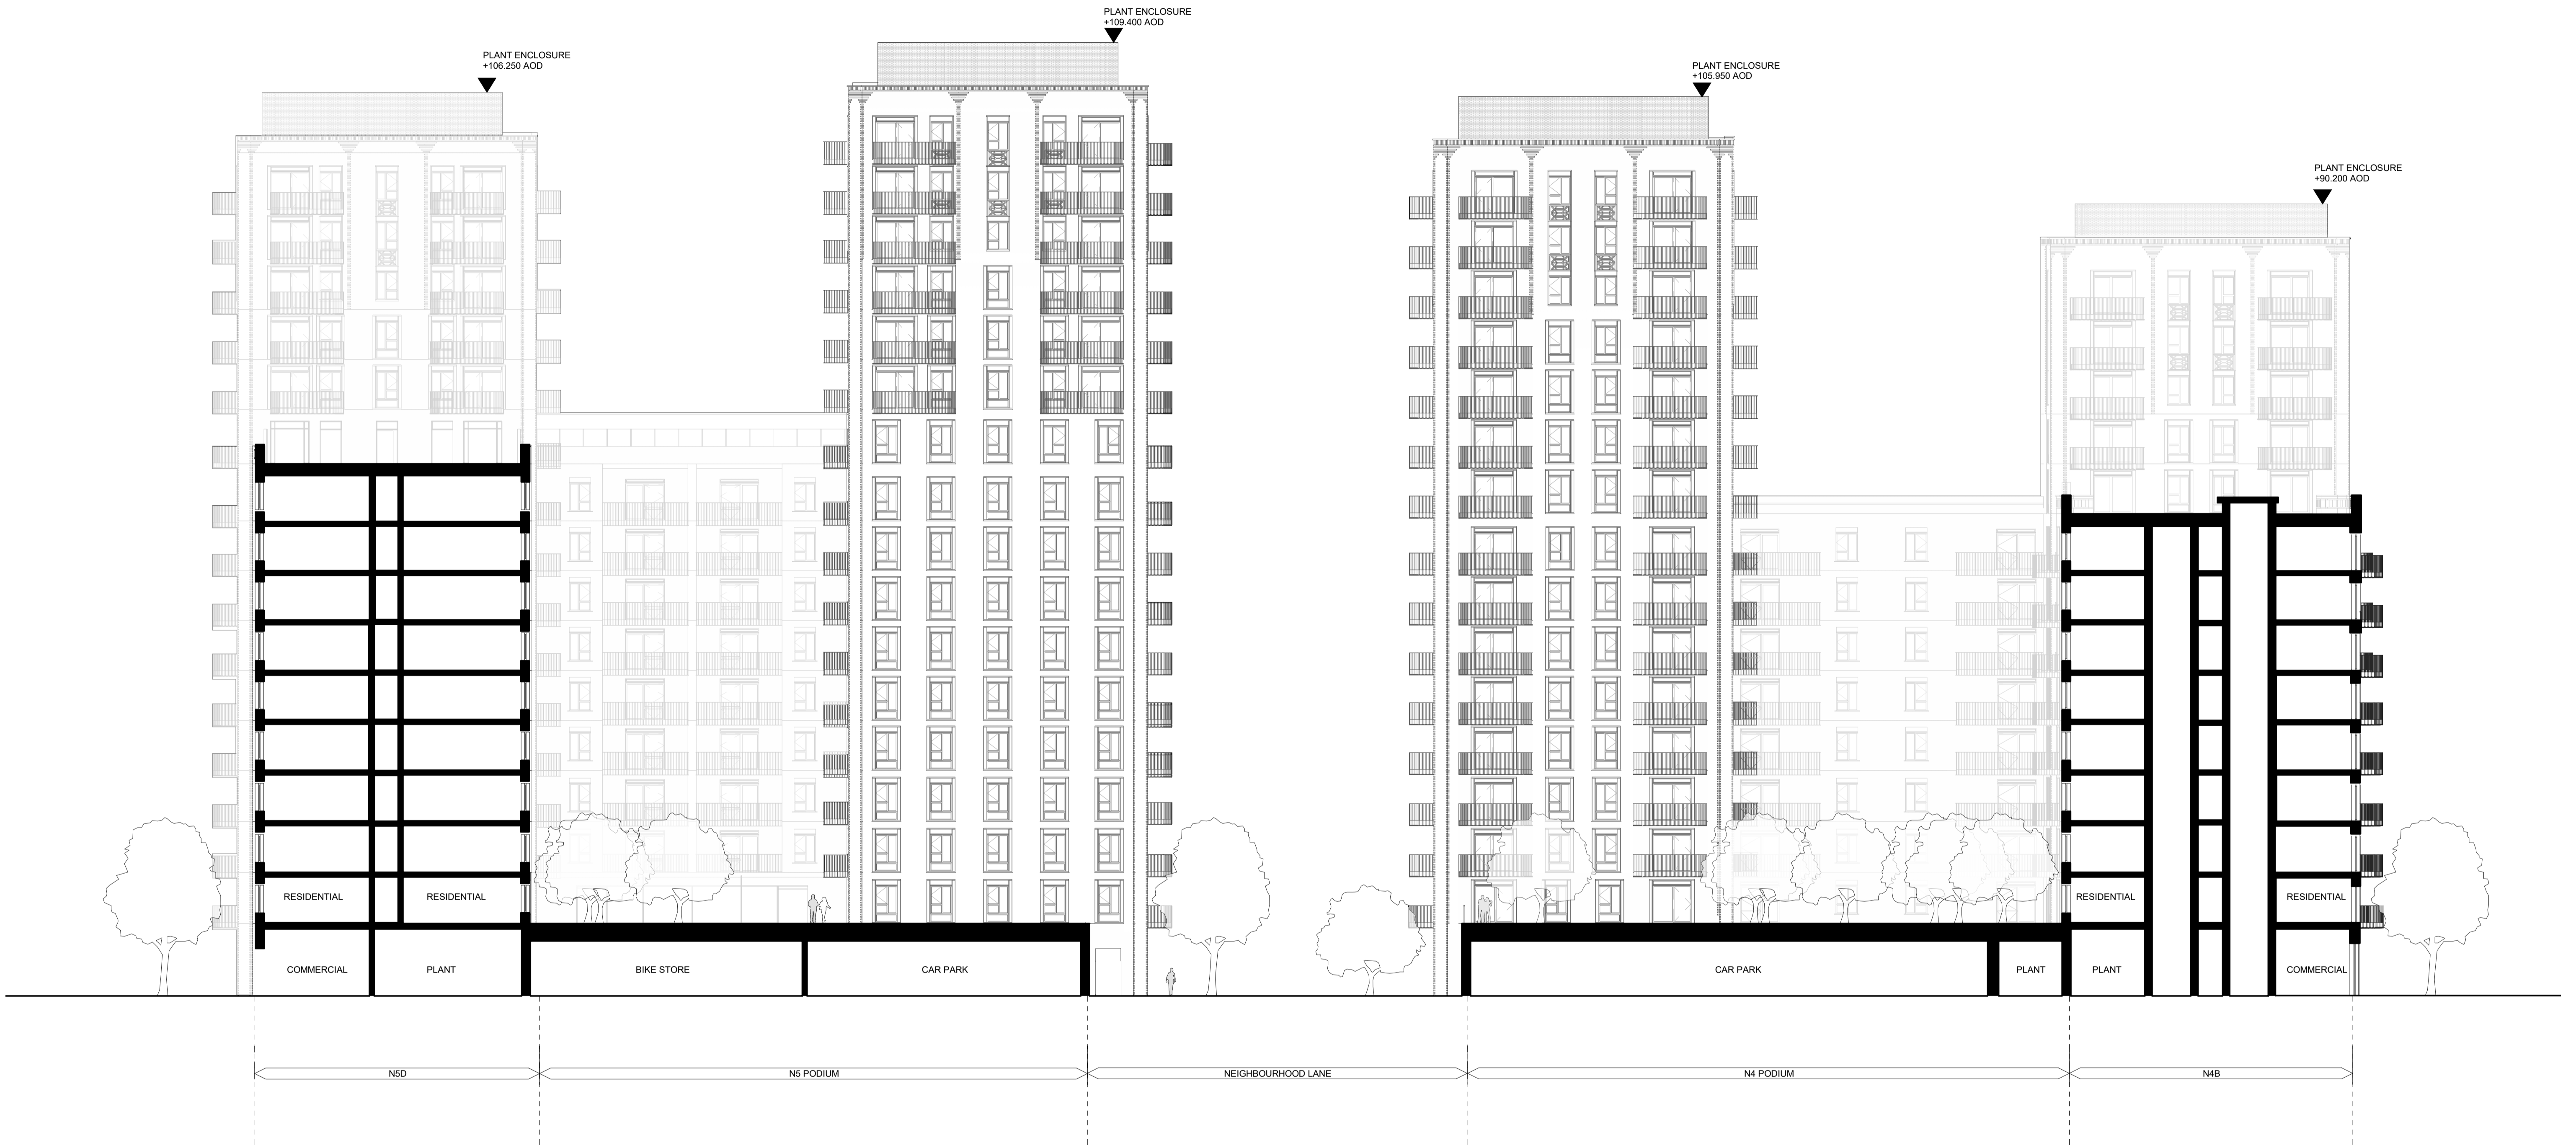 PLANT ENCLOSURE
+109.400 AOD
PLANT ENCLOSURE
+106.250 AOD
PLANT ENCLOSURE
+105.950 AOD
PLANT ENCLOSURE
+90.200 AOD
RESIDENTIAL
RESIDENTIAL
RESIDENTIAL
RESIDENTIAL
COMMERCIAL
PLANT
BIKE STORE
CAR PARK
CAR PARK
PLANT
PLANT
COMMERCIAL
N5D
N5 PODIUM
NEIGHBOURHOOD LANE
N4 PODIUM
N4B